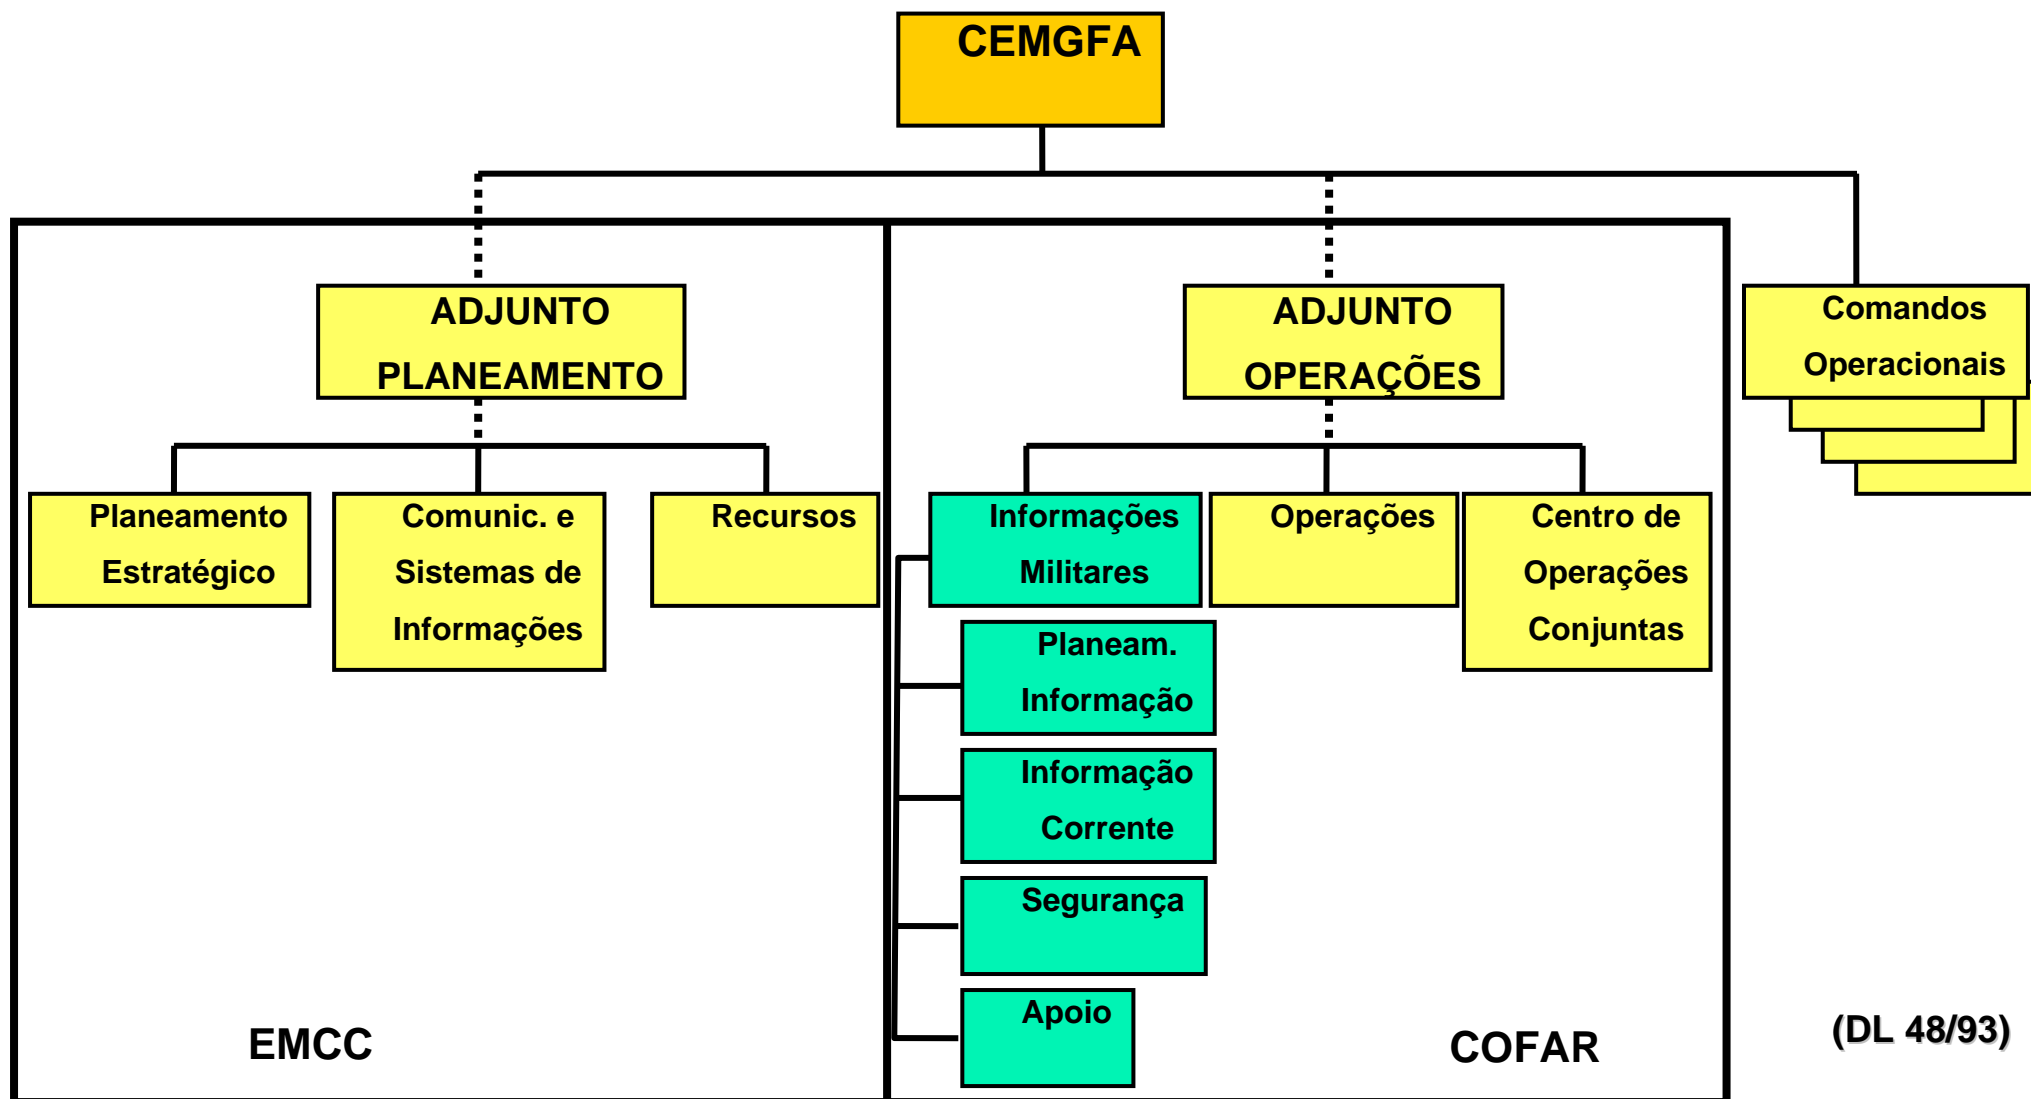 CEMGFA
ADJUNTO
PLANEAMENTO
ADJUNTO
OPERAÇÕES
Comandos
Operacionais
Planeamento
Estratégico
Comunic. e
Sistemas de
Informações
Recursos
Informações
Militares
Operações
Centro de
Operações
Conjuntas
Planeam.
Informação
Informação
Corrente
Segurança
Apoio
EMCC
COFAR
(DL 48/93)